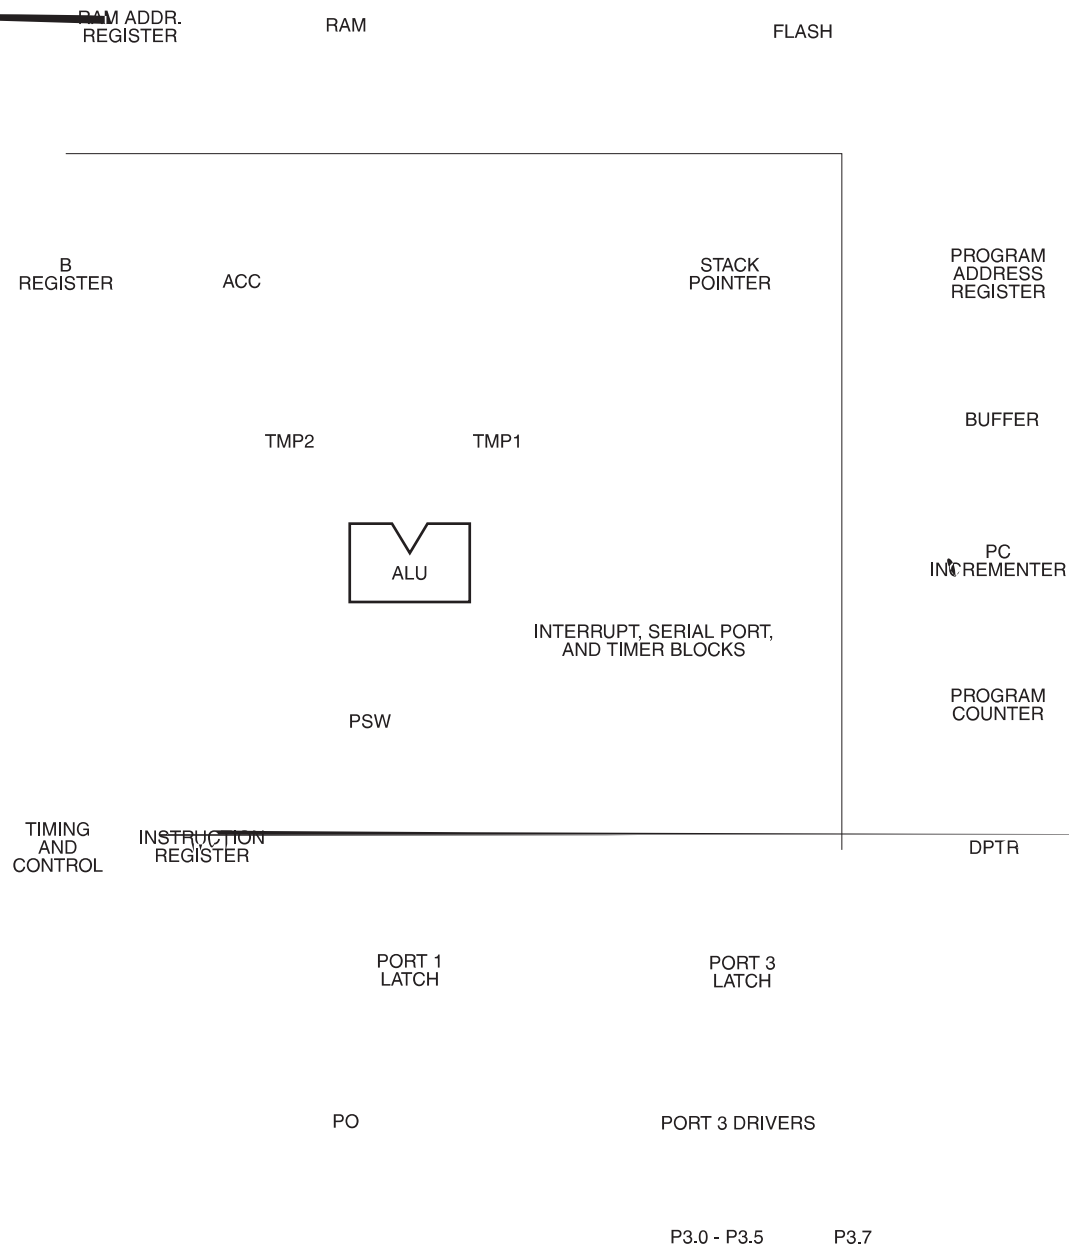 RAM ADDR.
REGISTER
RAM
FLASH
B
REGISTER
ACC
STACK
POINTER
PROGRAM
ADDRESS
REGISTER
BUFFER
TMP2
TMP1
ALU
PC
INCREMENTER
INTERRUPT, SERIAL PORT,
AND TIMER BLOCKS
PROGRAM
COUNTER
PSW
TIMING
AND
CONTROL
INSTRUCTION
REGISTER
DPTR
PORT 1
LATCH
PORT 3
LATCH
PO
PORT 3 DRIVERS
P3.0 - P3.5
P3.7